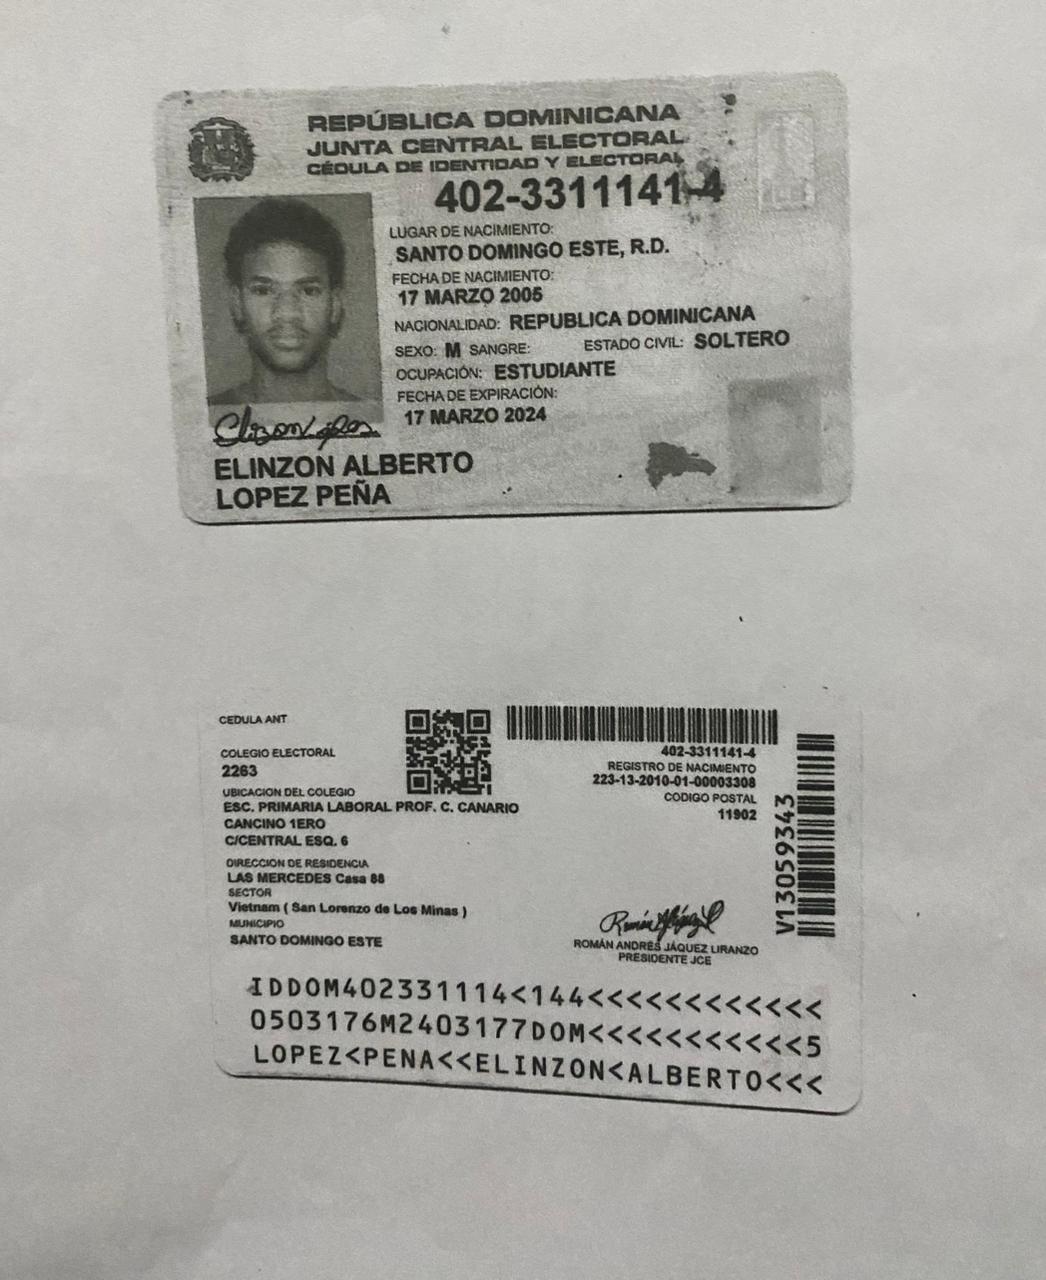 REPÚBLICA DOMINICANA
JUNTA CENTRAL ELECTORAL
CÉDULA DE IDENTIDAD Y ELECTORAL
402-3311141-4
LUGAR DE NACIMIENTO:
SANTO DOMINGO ESTE, R.D.
FECHA DE NACIMIENTO:
17 MARZO 2005
NACIONALIDAD: REPUBLICA DOMINICANA
SEXO: M SANGRE: ESTADO CIVIL: SOLTERO
OCUPACIÓN: ESTUDIANTE
FECHA DE EXPIRACIÓN:
17 MARZO 2024
ELINZON ALBERTO
LOPEZ PEÑA
CEDULA ANT
COLEGIO ELECTORAL
2263
UBICACION DEL COLEGIO
ESC. PRIMARIA LABORAL PROF. C. CANARIO
CANCINO 1ERO
C/CENTRAL ESQ. 6
DIRECCION DE RESIDENCIA
LAS MERCEDES Casa 88
SECTOR
Vietnam ( San Lorenzo de Los Minas )
MUNICIPIO
SANTO DOMINGO ESTE
402-3311141-4
REGISTRO DE NACIMIENTO
223-13-2010-01-00003308
CODIGO POSTAL
11902
V13059343
ROMÁN ANDRÉS JÁQUEZ LIRANZO
PRESIDENTE JCE
IDDOM402331114<144<<<<<<<<<<<<
0503176M2403177DOM<<<<<<<<<<<5
LOPEZ<PENA<<ELINZON<ALBERTO<<<